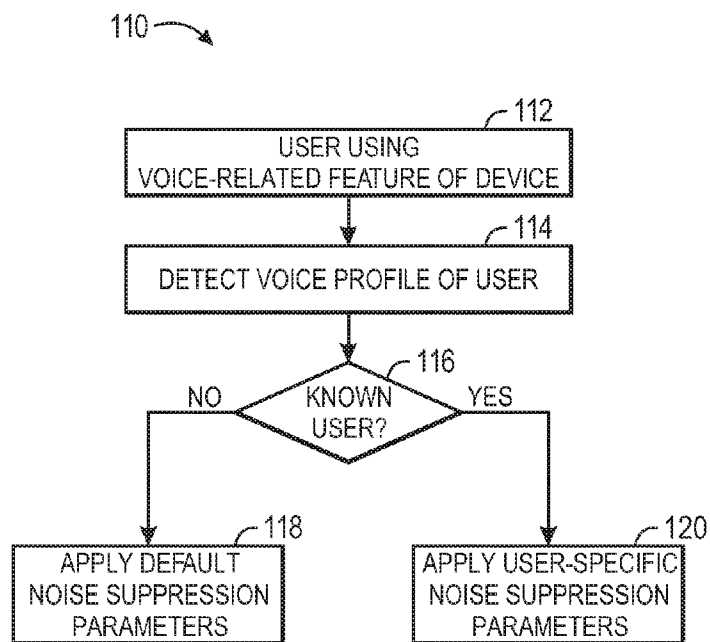 110
112
USER USING
VOICE-RELATED FEATURE OF DEVICE
114
DETECT VOICE PROFILE OF USER
116
NO
KNOWN
USER?
YES
118
APPLY DEFAULT
NOISE SUPPRESSION
PARAMETERS
120
APPLY USER-SPECIFIC
NOISE SUPPRESSION
PARAMETERS